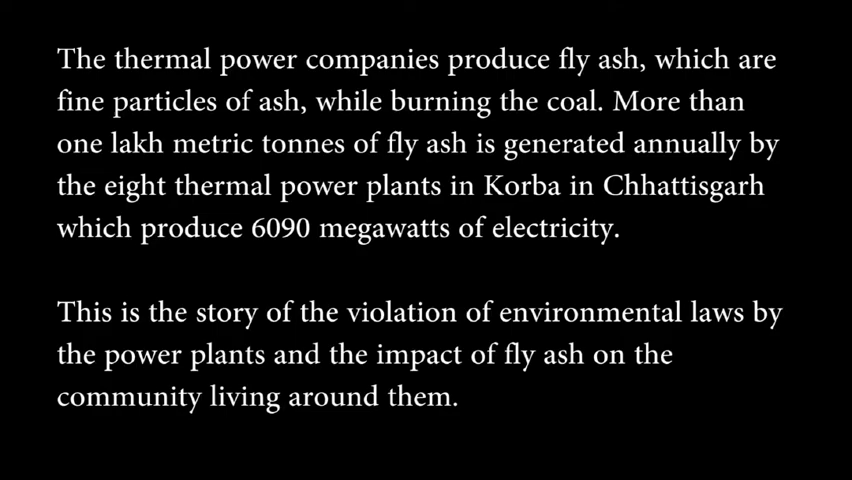 The thermal power companies produce fly ash, which are
fine particles of ash, while burning the coal. More than
one lakh metric tonnes of fly ash is generated annually by
the eight thermal power plants in Korba in Chhattisgarh
which produce 6090 megawatts of electricity.
This is the story of the violation of environmental laws by
the power plants and the impact of fly ash on the
community living around them.